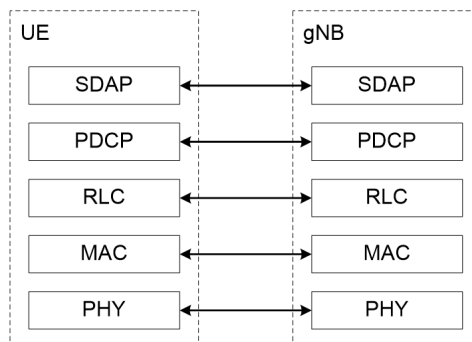 UE gNB
SDAP SDAP
PDCP PDCP
RLC RLC
MAC MAC
PHY PHY